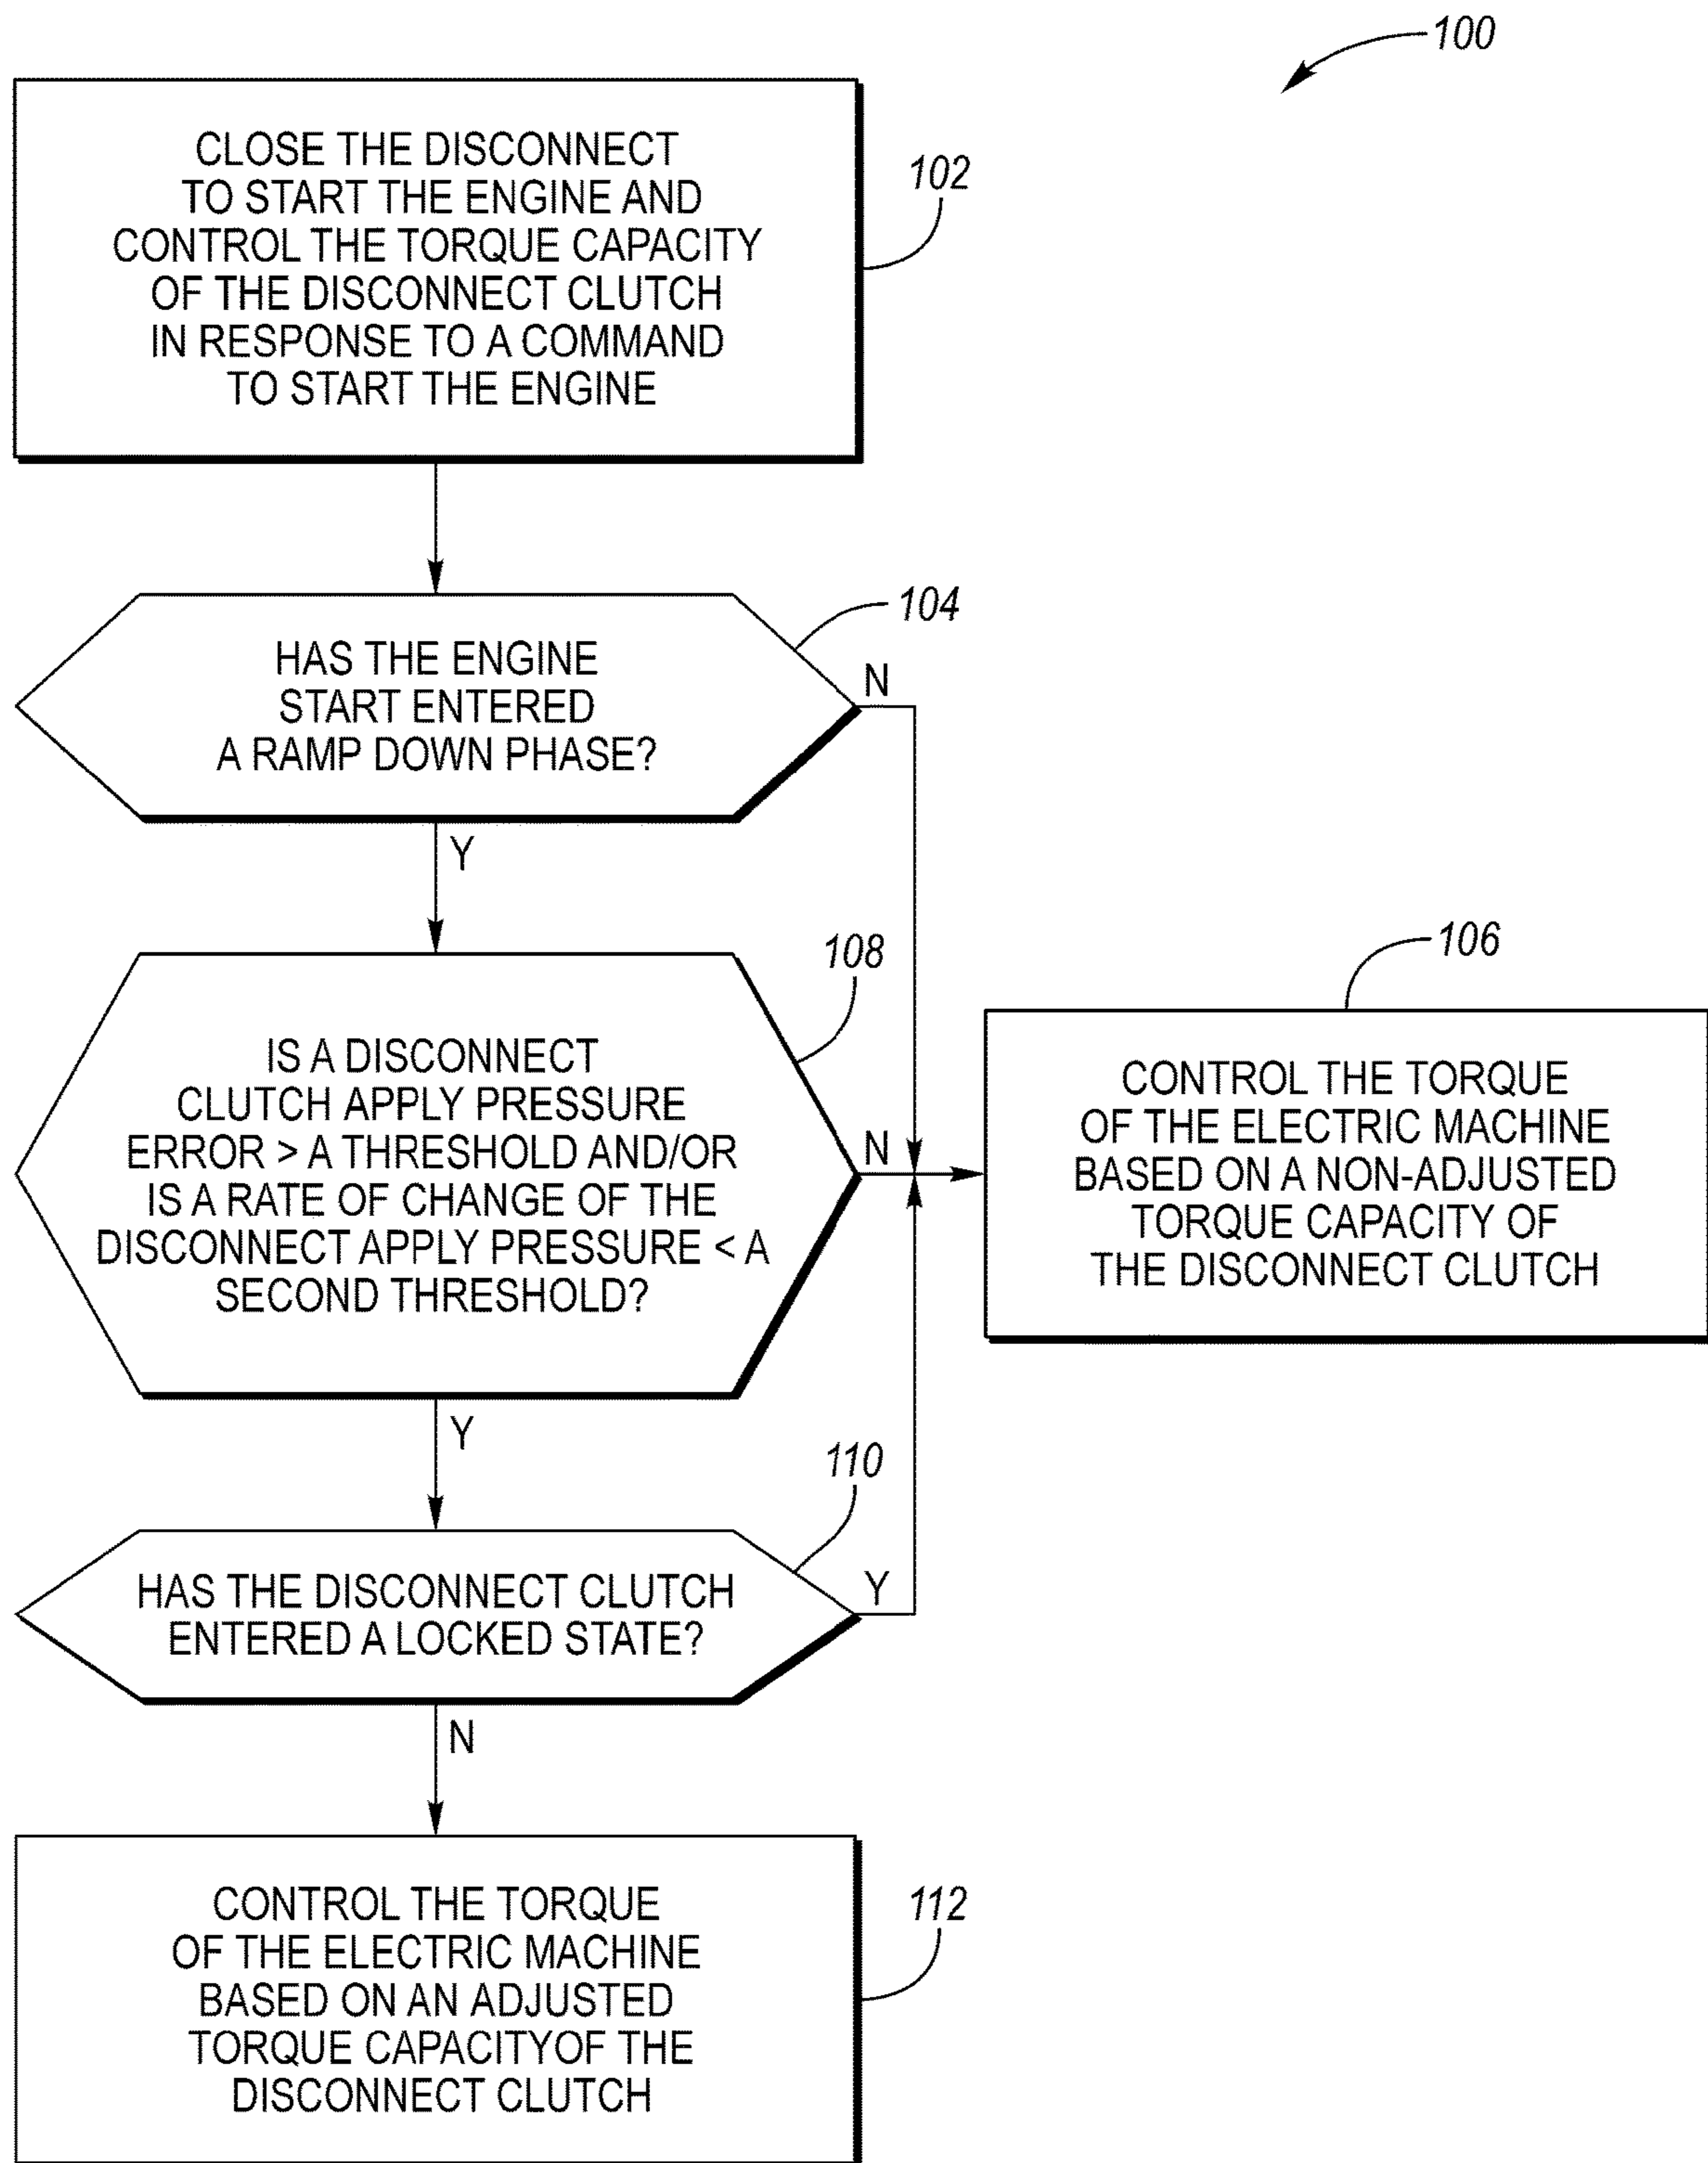 100
CLOSE THE DISCONNECT
TO START THE ENGINE AND
CONTROL THE TORQUE CAPACITY
OF THE DISCONNECT CLUTCH
IN RESPONSE TO A COMMAND
TO START THE ENGINE
102
HAS THE ENGINE
START ENTERED
A RAMP DOWN PHASE?
104
N
Y
IS A DISCONNECT
CLUTCH APPLY PRESSURE
ERROR > A THRESHOLD AND/OR
IS A RATE OF CHANGE OF THE
DISCONNECT APPLY PRESSURE < A
SECOND THRESHOLD?
108
N
Y
106
CONTROL THE TORQUE
OF THE ELECTRIC MACHINE
BASED ON A NON-ADJUSTED
TORQUE CAPACITY OF
THE DISCONNECT CLUTCH
HAS THE DISCONNECT CLUTCH
ENTERED A LOCKED STATE?
110
Y
N
CONTROL THE TORQUE
OF THE ELECTRIC MACHINE
BASED ON AN ADJUSTED
TORQUE CAPACITYOF THE
DISCONNECT CLUTCH
112